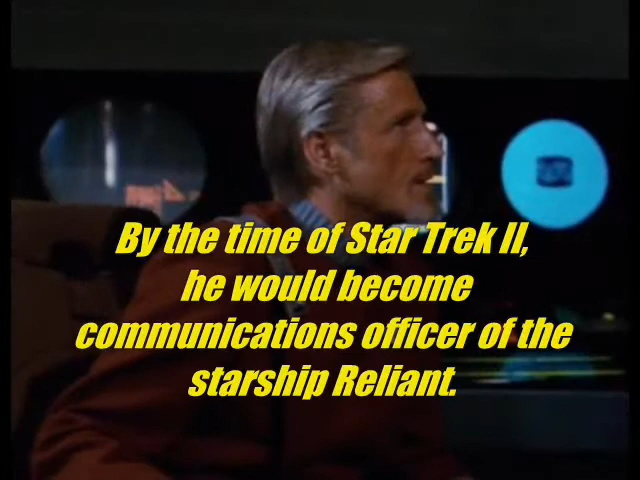 By the time of Star Trek II,
he would become
communications officer of the
starship Reliant.